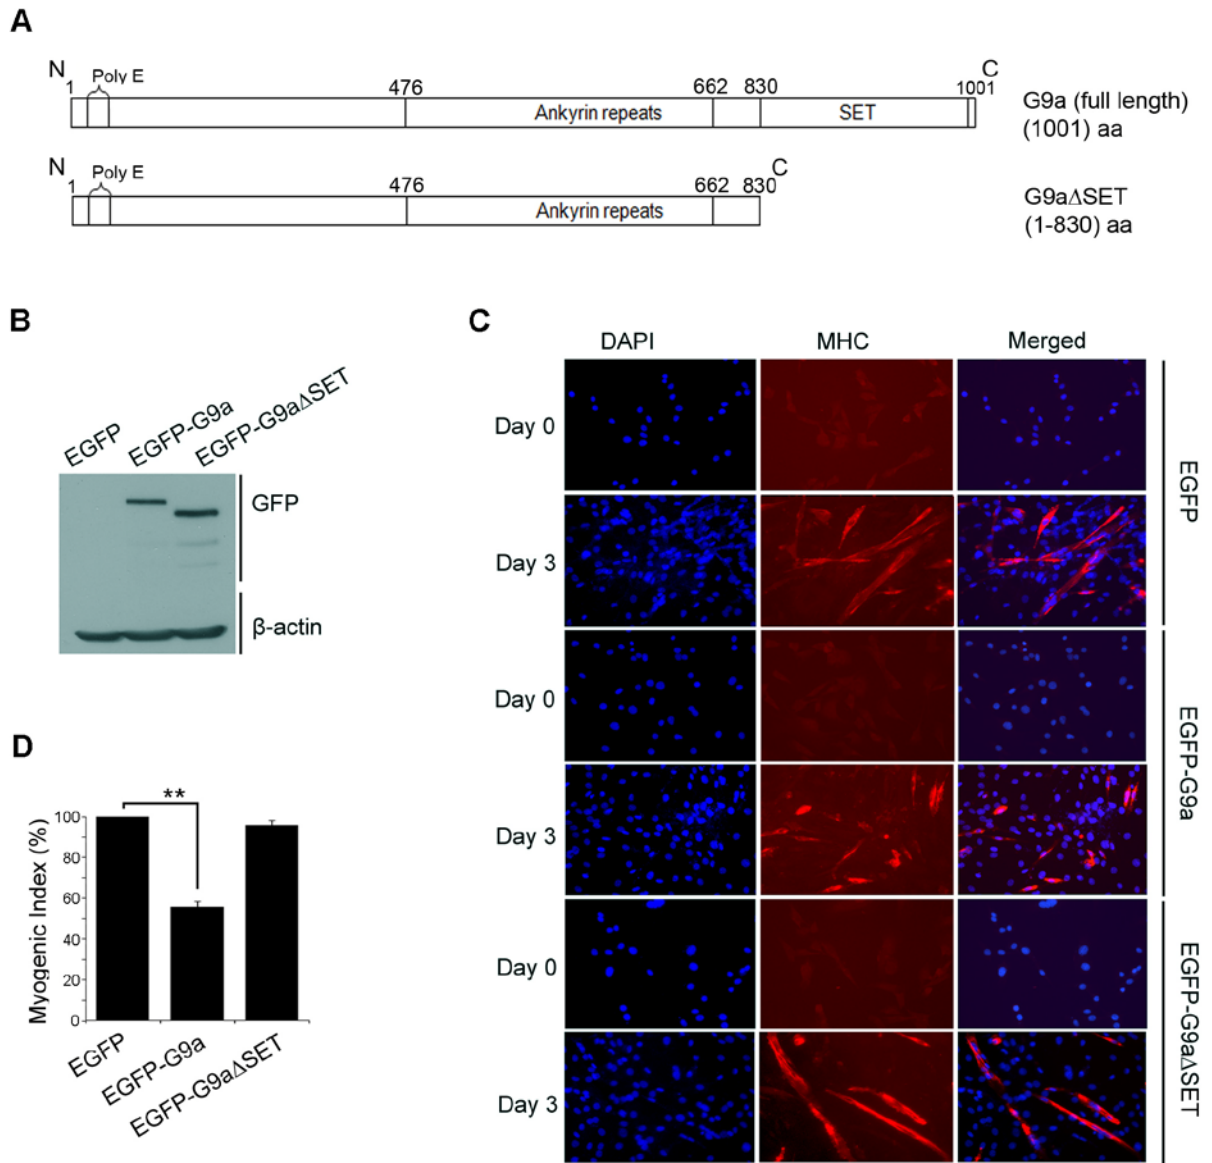 A
N
C
Poly E
1
476
662
830
1001
Ankyrin repeats
SET
G9a (full length)
(1001) aa
N
C
Poly E
1
476
662
830
Ankyrin repeats
G9aΔSET
(1-830) aa
B
EGFP
EGFP-G9a
EGFP-G9aΔSET
GFP
β-actin
C
DAPI
MHC
Merged
Day 0
Day 3
EGFP
Day 0
Day 3
EGFP-G9a
Day 0
Day 3
EGFP-G9aΔSET
D
**
Myogenic Index (%)
100
80
60
40
20
0
EGFP
EGFP-G9a
EGFP-G9aΔSET